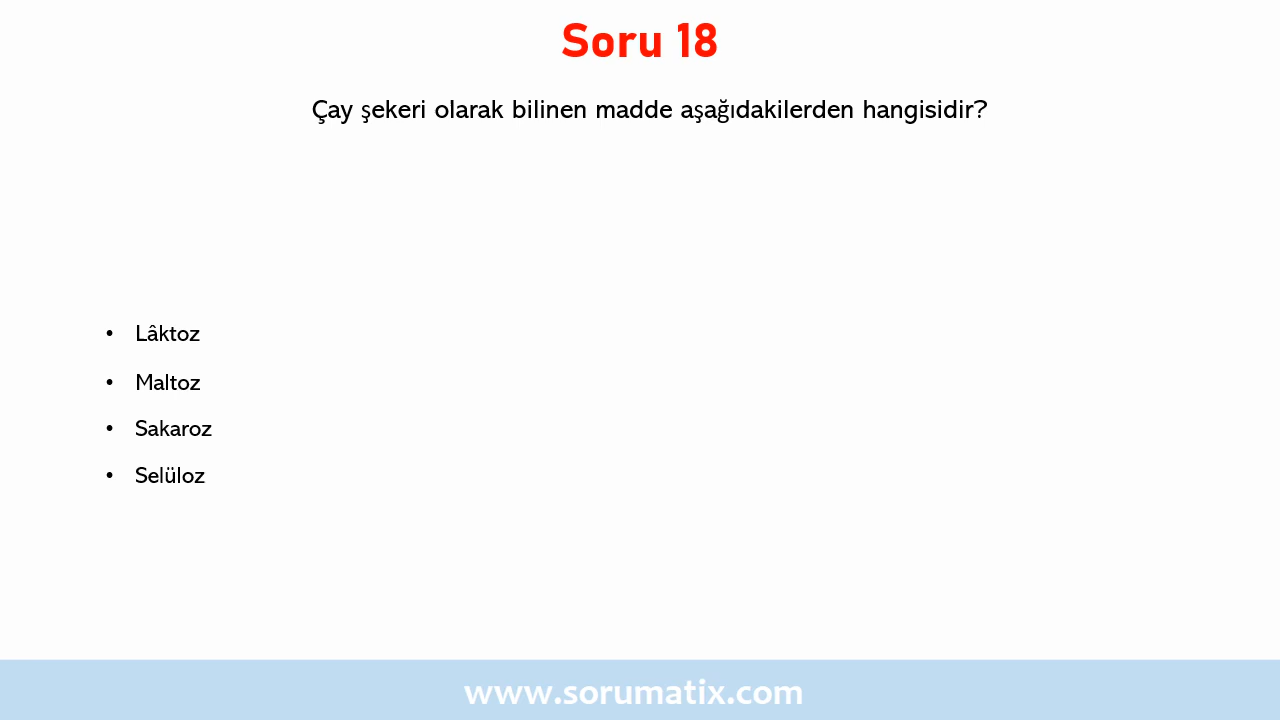 Soru 18
Çay şekeri olarak bilinen madde aşağıdakilerden hangisidir?
• Lâktoz
• Maltoz
• Sakaroz
• Selüloz
www.sorumatix.com